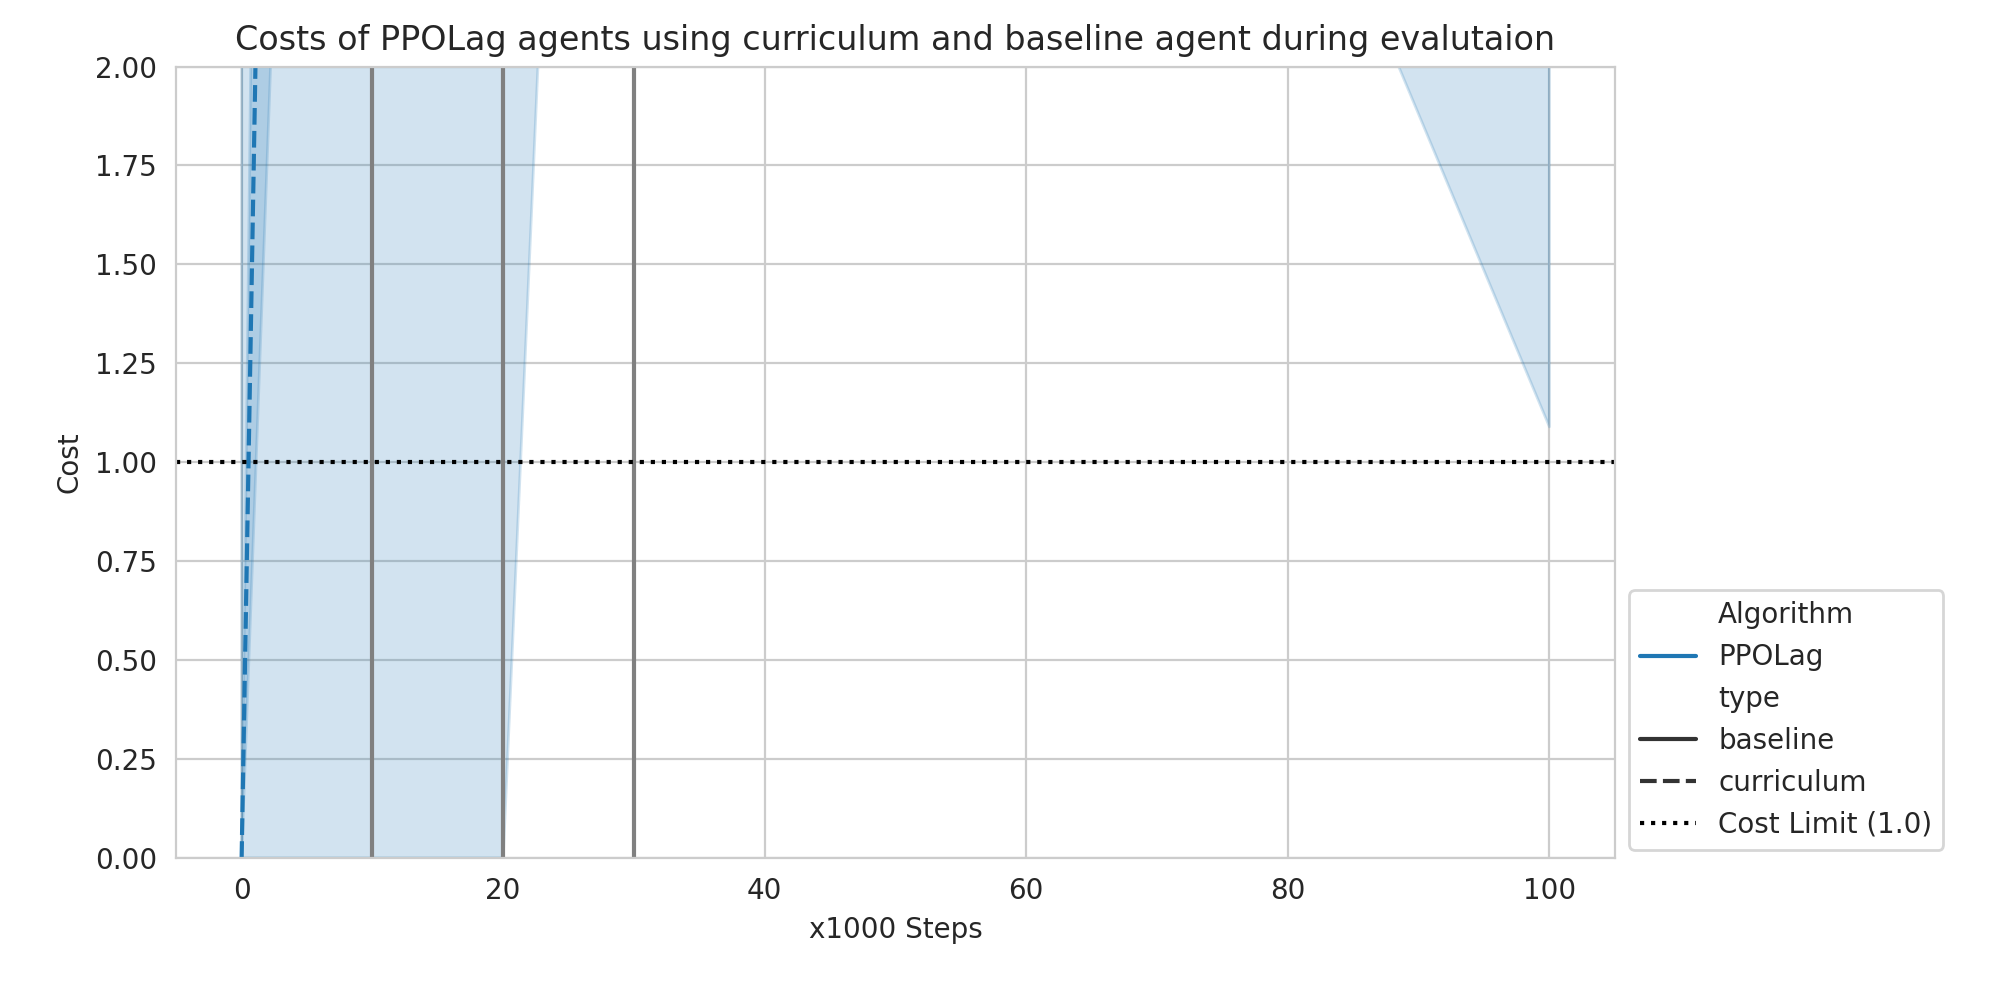 Costs of PPOLag agents using curriculum and baseline agent during evalutaion
2.00
1.75
1.50
1.25
1.00
0.75
0.50
0.25
0.00
Cost
0 20 40 60 80 100
x1000 Steps
Algorithm
PPOLag
type
baseline
curriculum
Cost Limit (1.0)